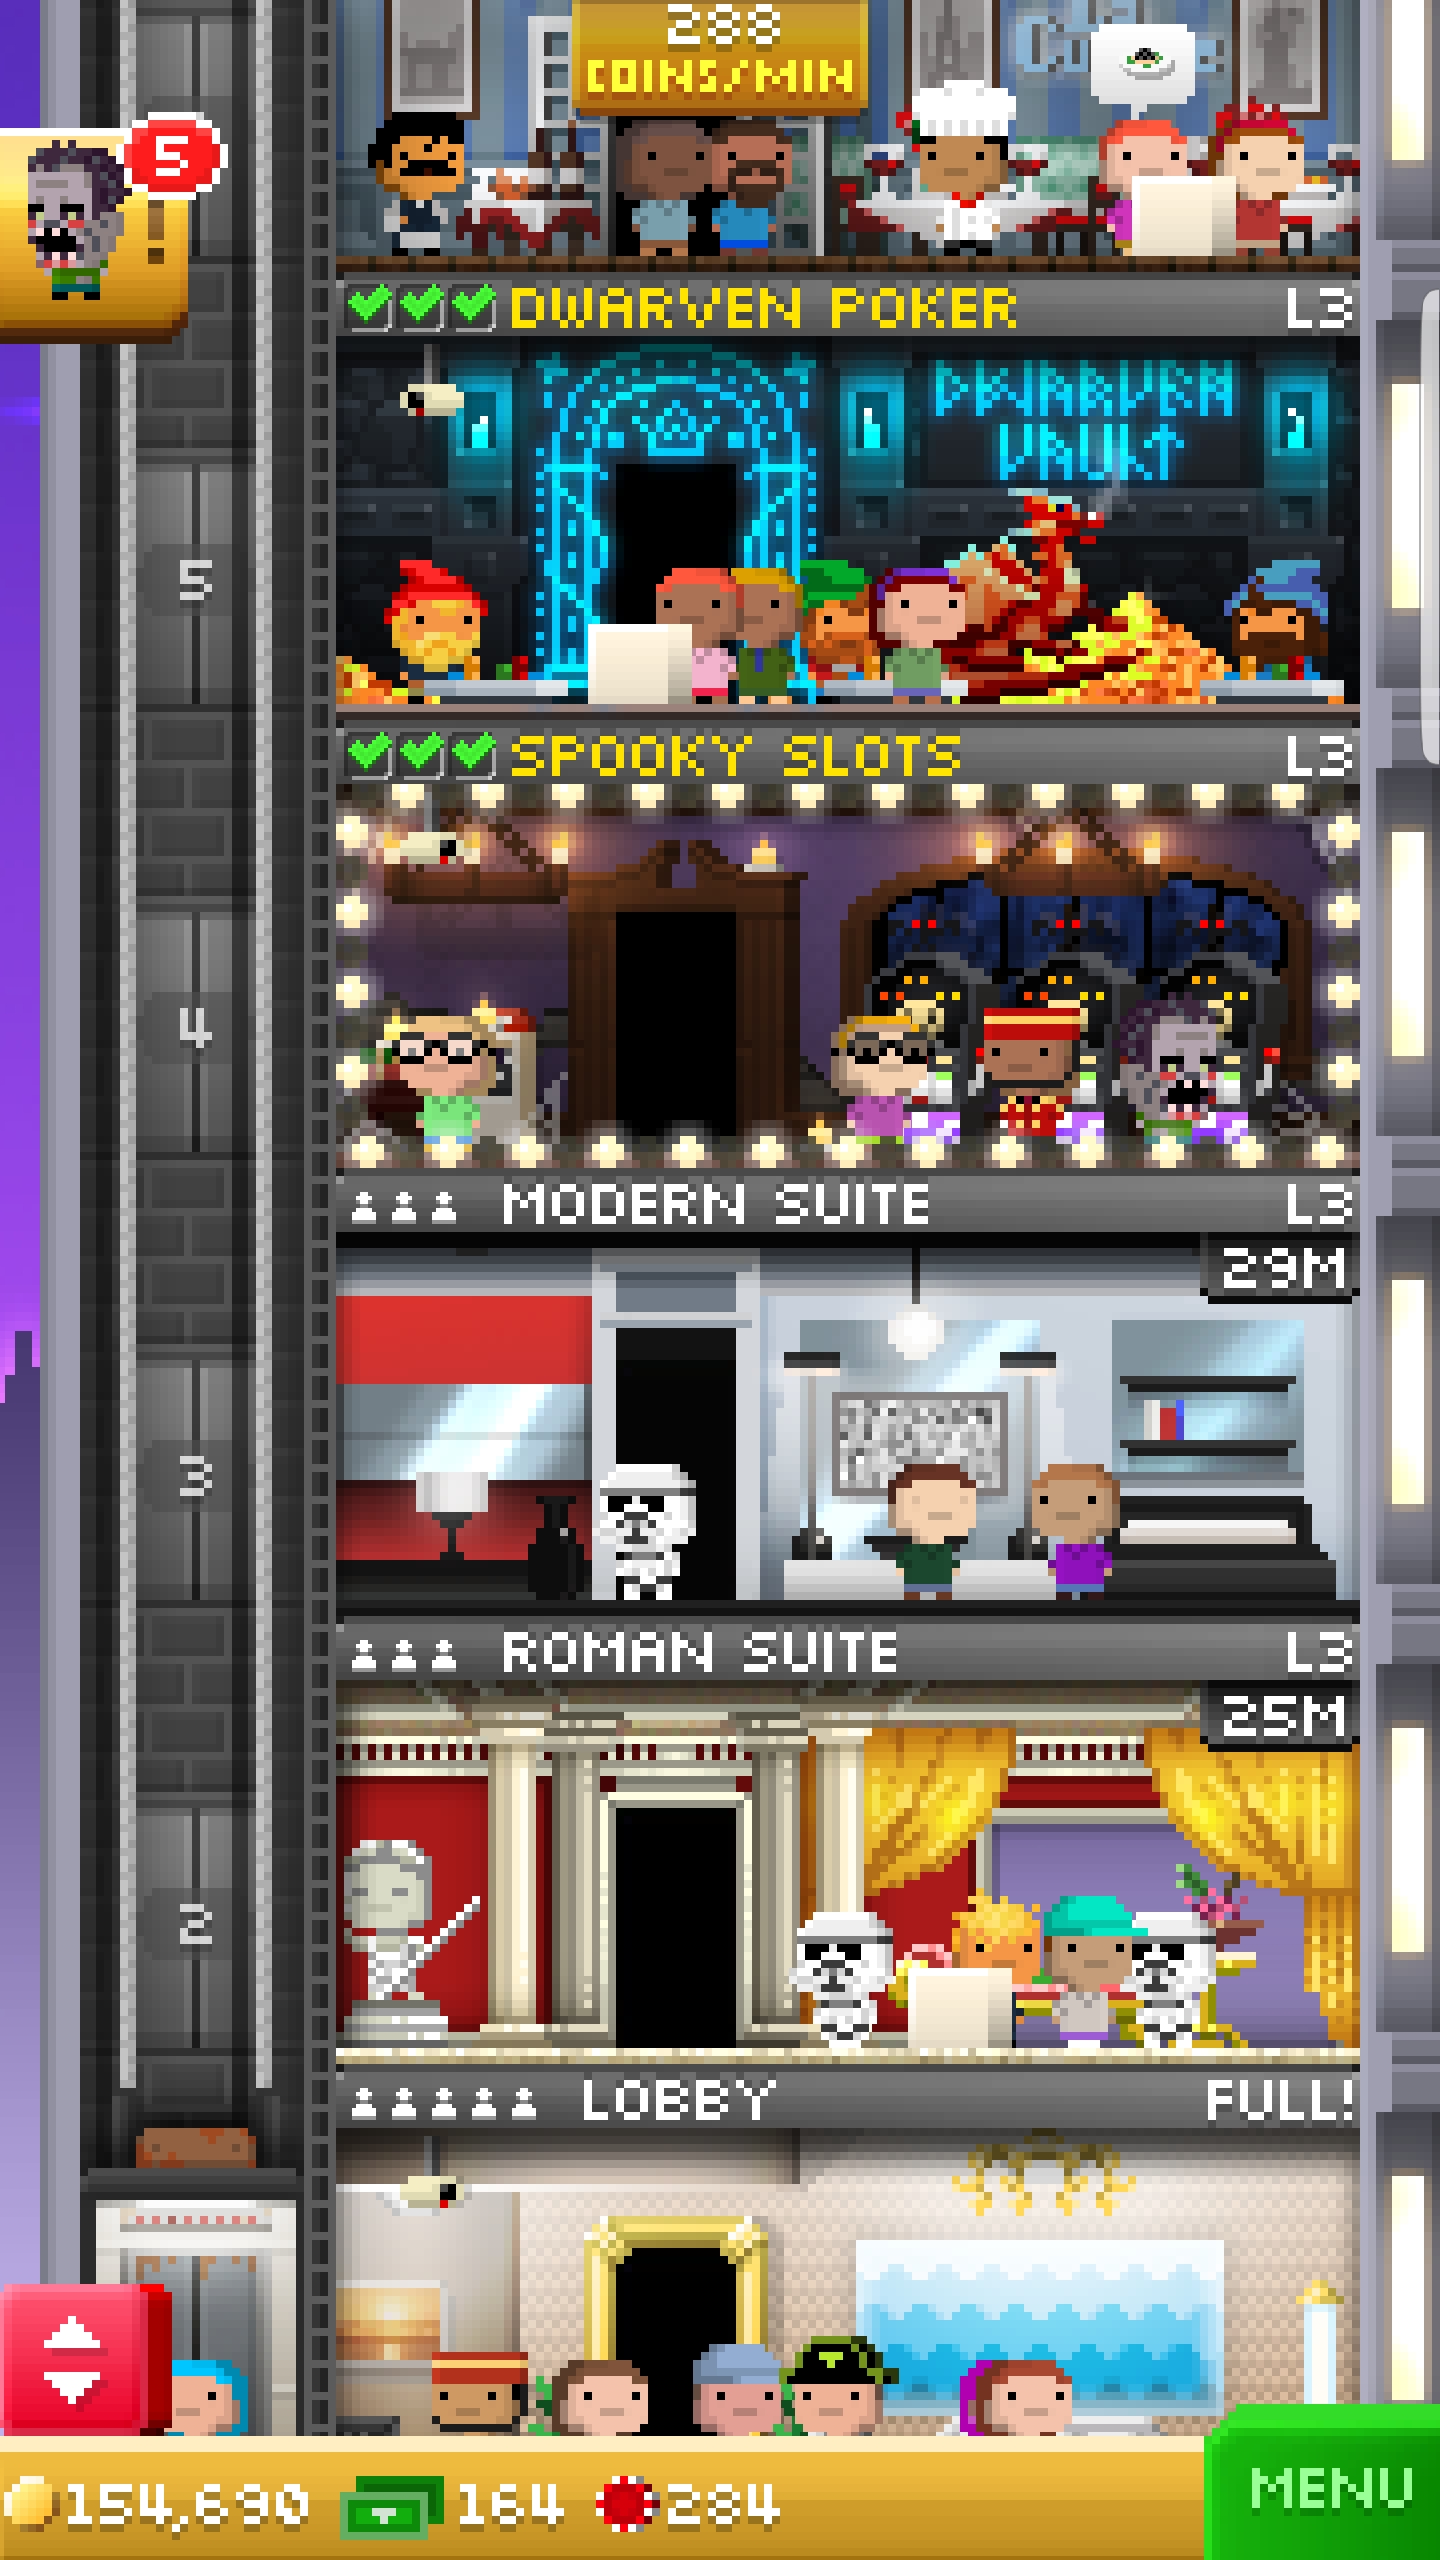 288
COINS/MIN
5
!
DWARVEN POKER L3
DWARVEN
VAULT
5
SPOOKY SLOTS L3
4
MODERN SUITE L3
29M
3
ROMAN SUITE L3
25M
2
LOBBY FULL!
154,690 164 284
MENU